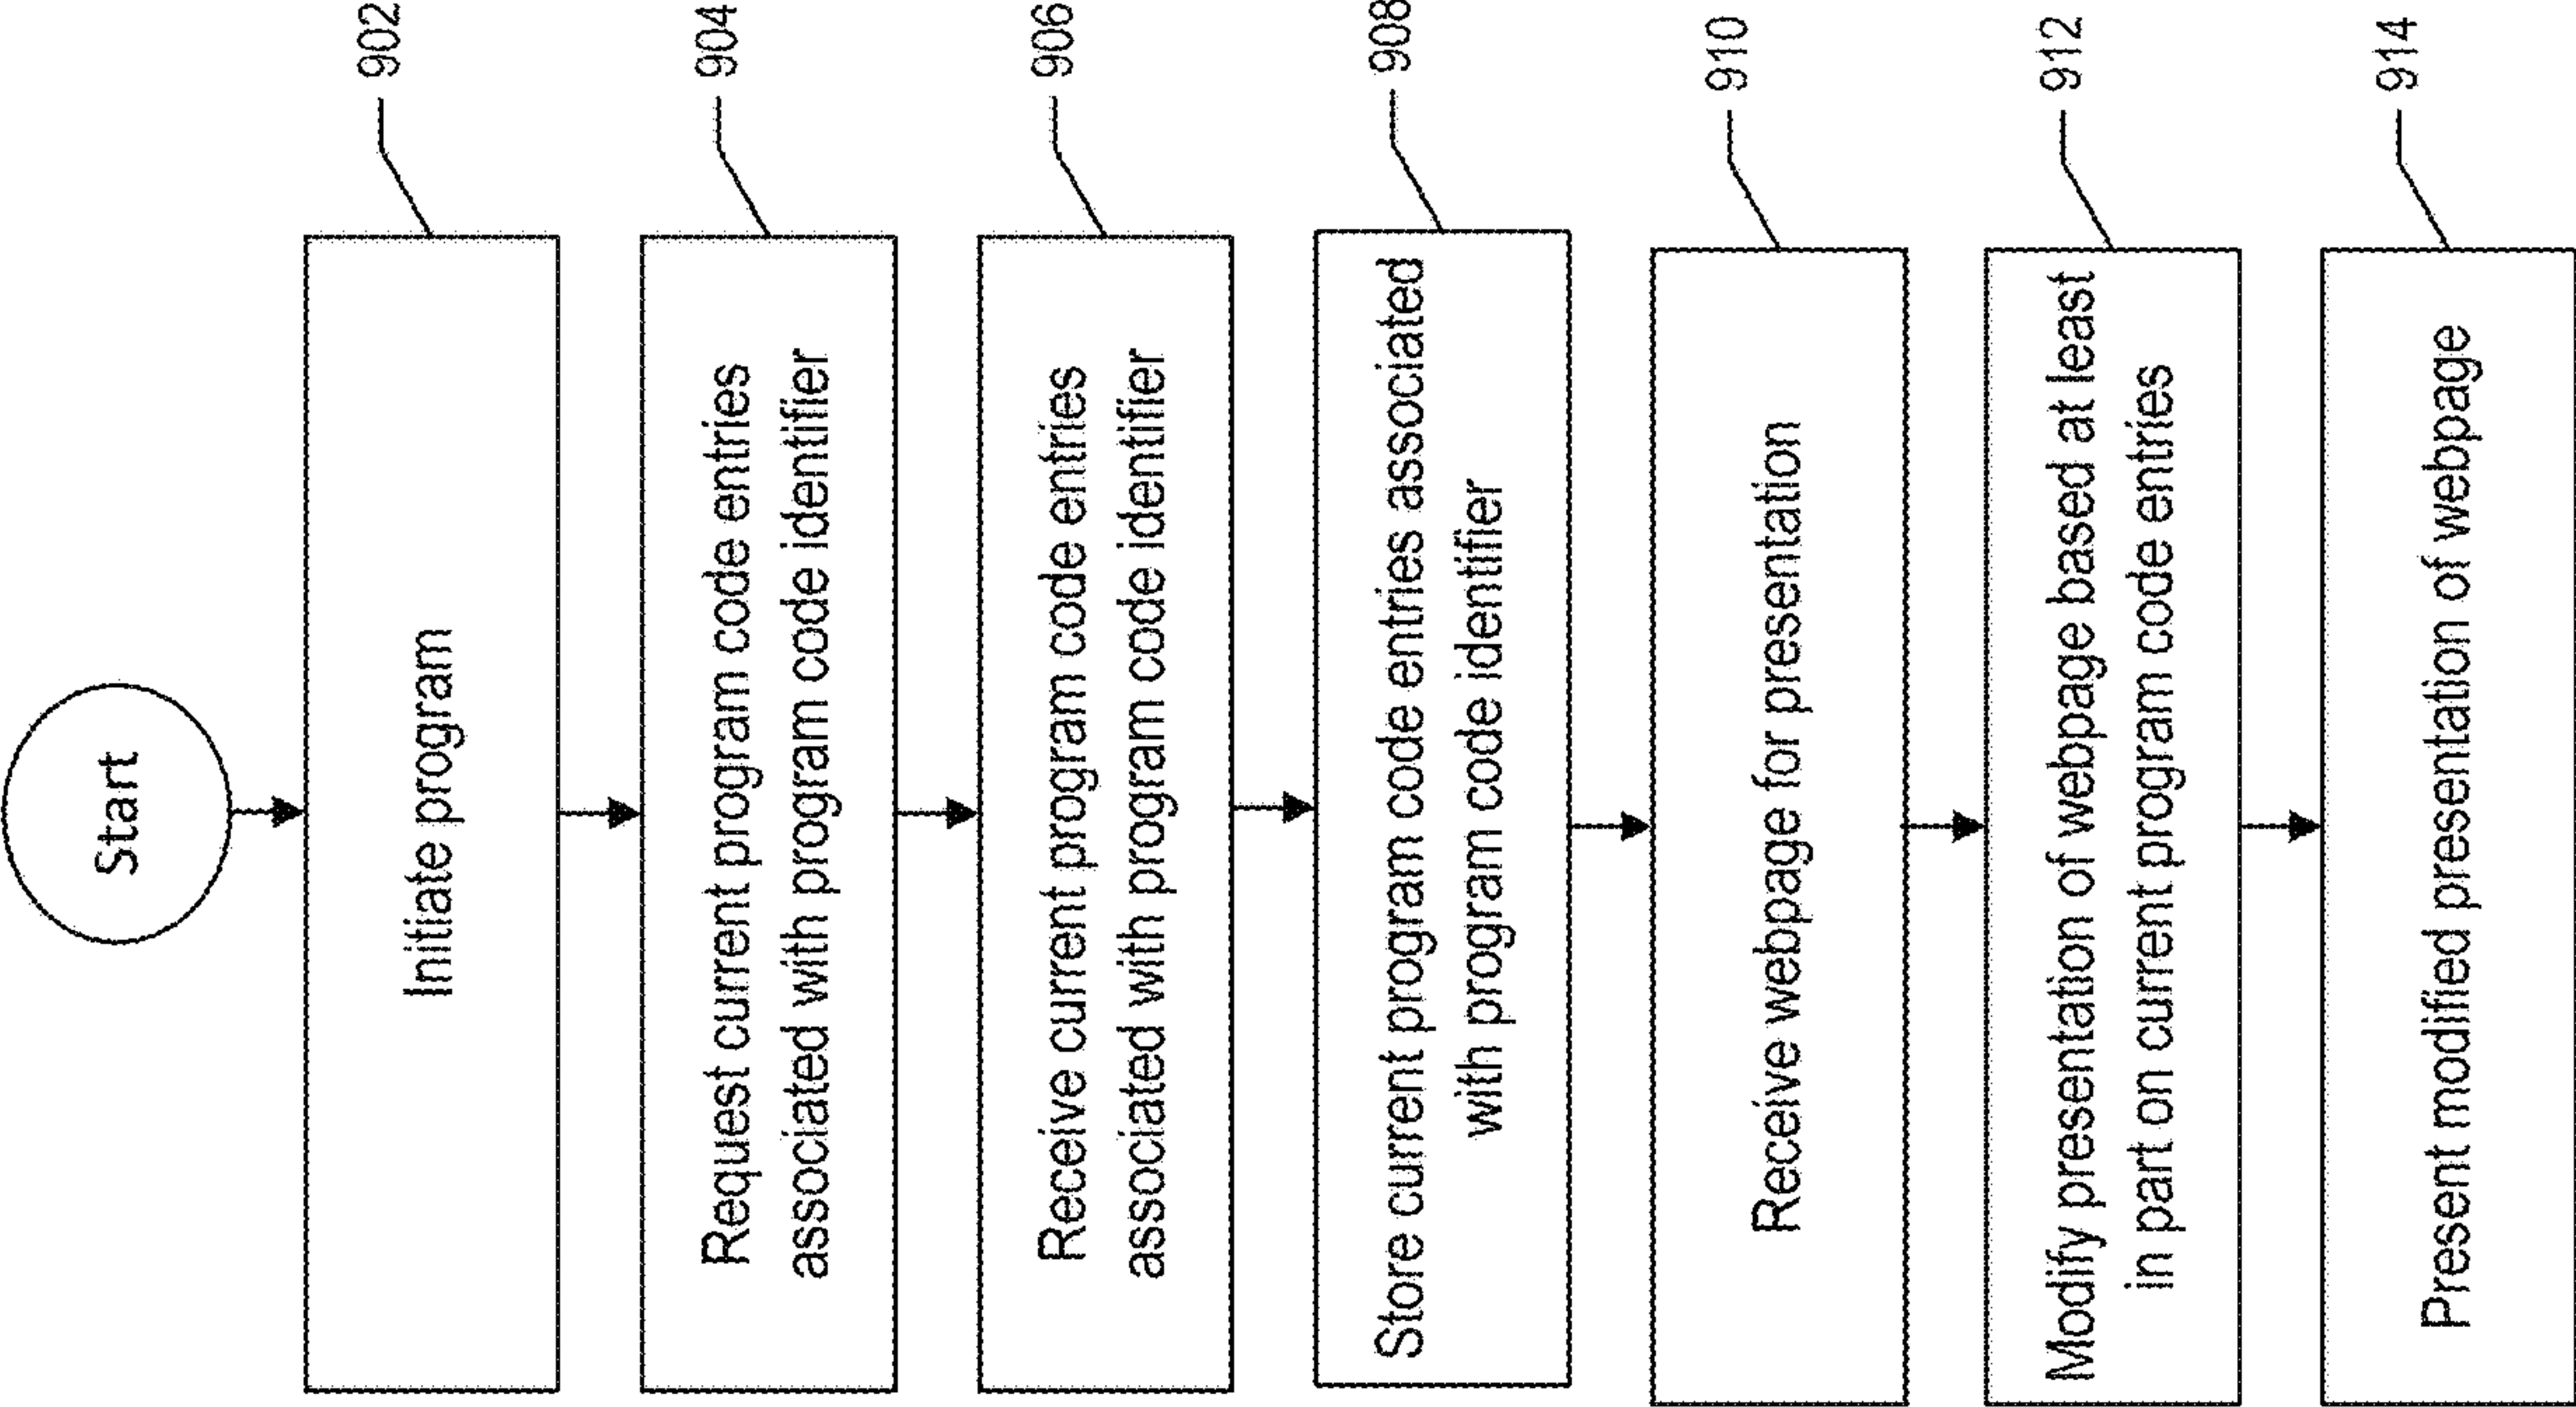 Start
Initiate program
902
Request current program code entries
associated with program code identifier
904
Receive current program code entries
associated with program code identifier
906
Store current program code entries associated
with program code identifier
908
Receive webpage for presentation
910
Modify presentation of webpage based at least
in part on current program code entries
912
Present modified presentation of webpage
914